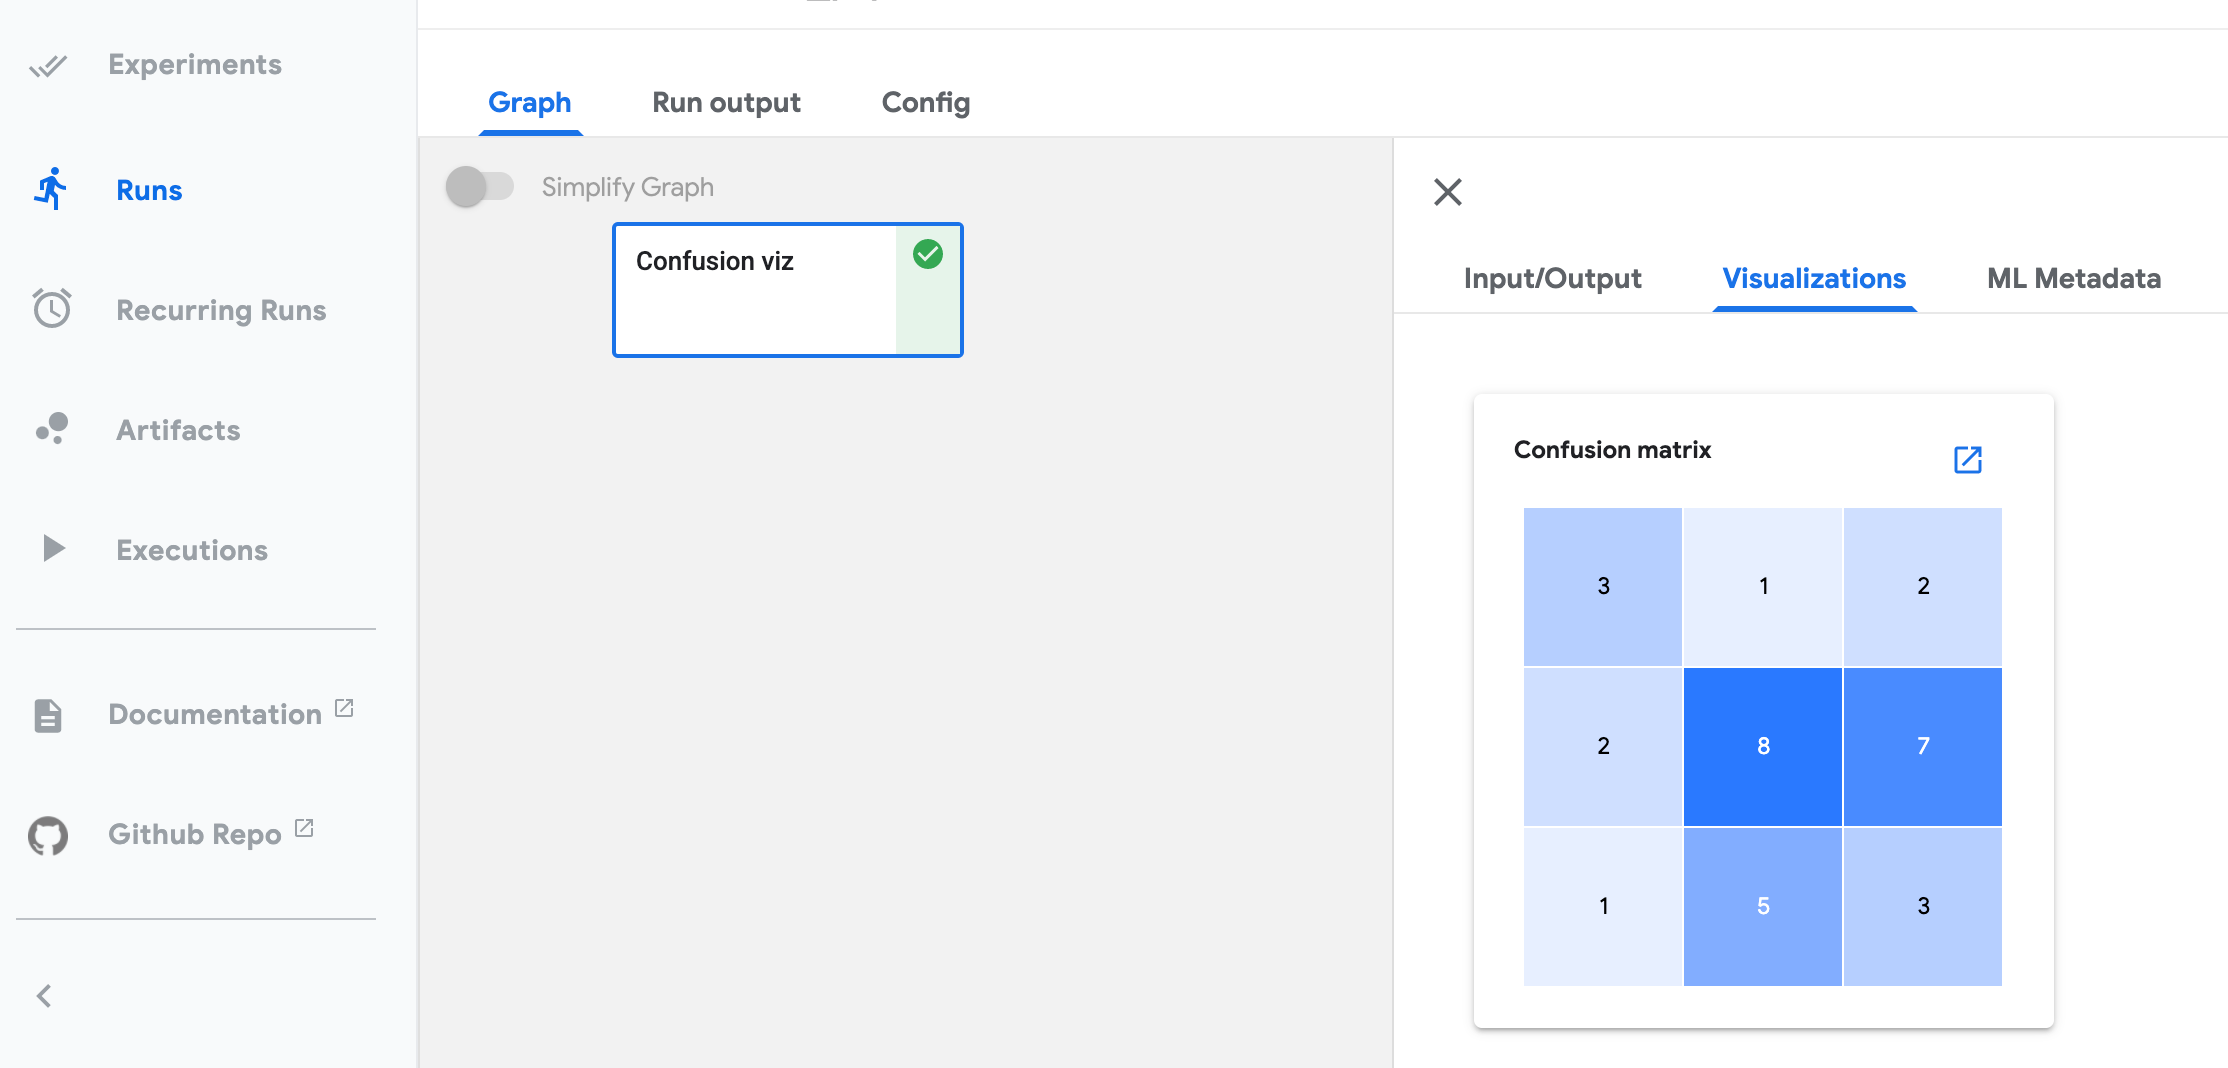 Experiments
Runs
Recurring Runs
Artifacts
Executions
Documentation
Github Repo
Graph Run output Config
Simplify Graph
Confusion viz
Input/Output Visualizations ML Metadata
Confusion matrix
3 1 2
2 8 7
1 5 3